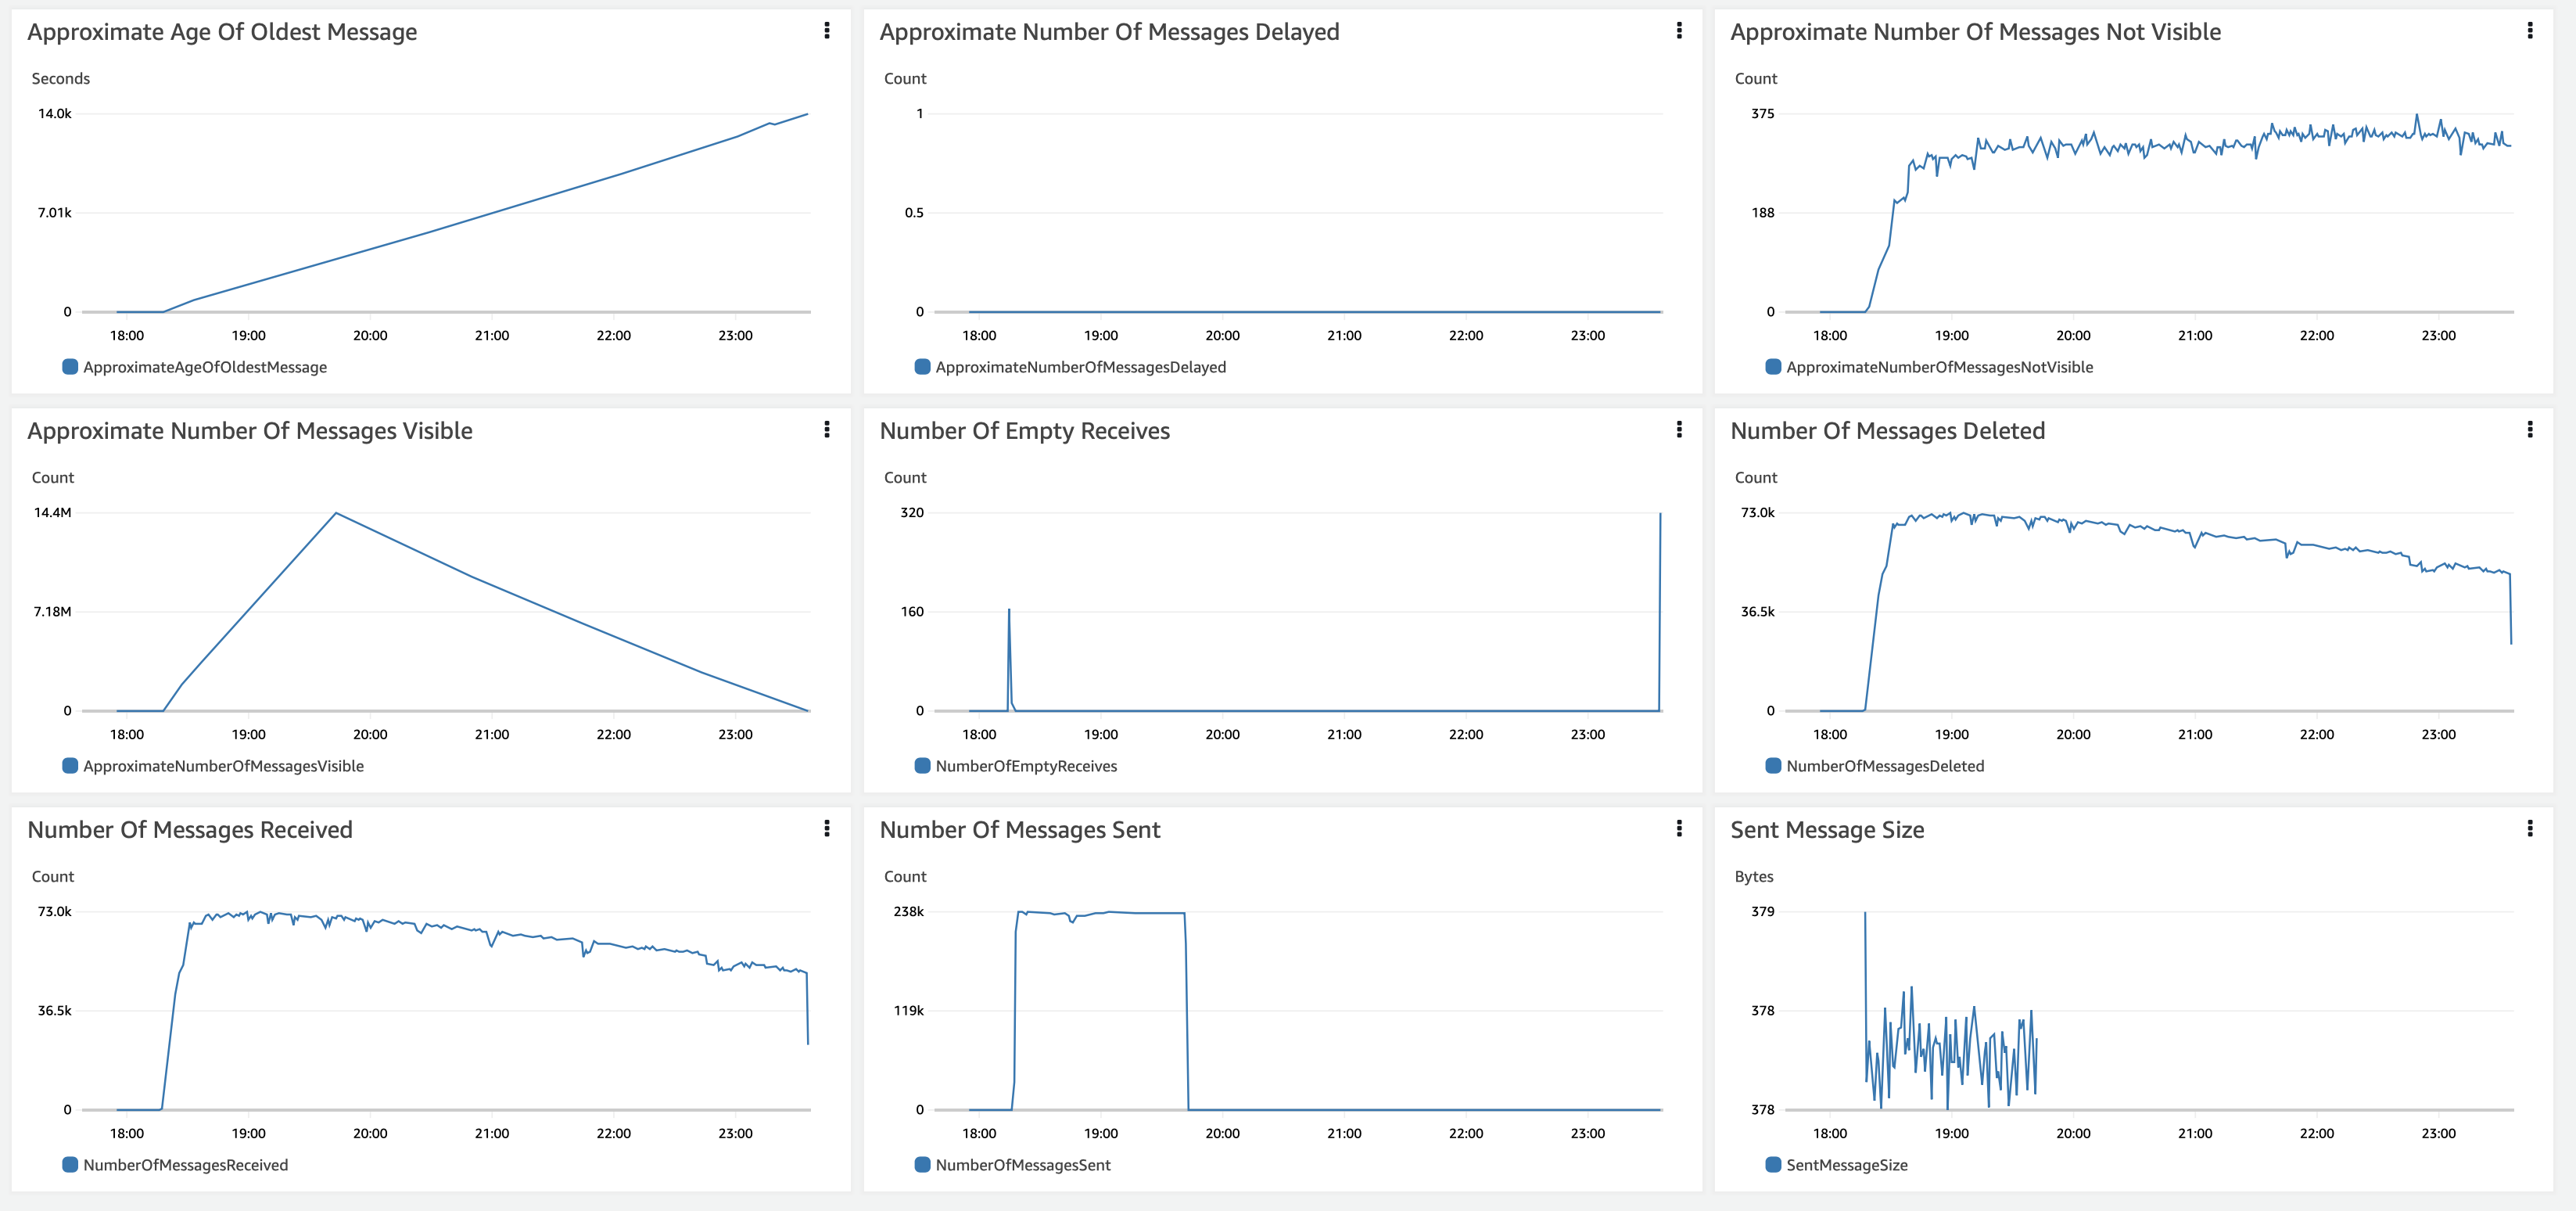 Approximate Age Of Oldest Message
Seconds
14.0k
7.01k
0
18:00 19:00 20:00 21:00 22:00 23:00
ApproximateAgeOfOldestMessage
Approximate Number Of Messages Delayed
Count
1
0.5
0
18:00 19:00 20:00 21:00 22:00 23:00
ApproximateNumberOfMessagesDelayed
Approximate Number Of Messages Not Visible
Count
375
188
0
18:00 19:00 20:00 21:00 22:00 23:00
ApproximateNumberOfMessagesNotVisible
Approximate Number Of Messages Visible
Count
14.4M
7.18M
0
18:00 19:00 20:00 21:00 22:00 23:00
ApproximateNumberOfMessagesVisible
Number Of Empty Receives
Count
320
160
0
18:00 19:00 20:00 21:00 22:00 23:00
NumberOfEmptyReceives
Number Of Messages Deleted
Count
73.0k
36.5k
0
18:00 19:00 20:00 21:00 22:00 23:00
NumberOfMessagesDeleted
Number Of Messages Received
Count
73.0k
36.5k
0
18:00 19:00 20:00 21:00 22:00 23:00
NumberOfMessagesReceived
Number Of Messages Sent
Count
238k
119k
0
18:00 19:00 20:00 21:00 22:00 23:00
NumberOfMessagesSent
Sent Message Size
Bytes
379
378
378
18:00 19:00 20:00 21:00 22:00 23:00
SentMessageSize